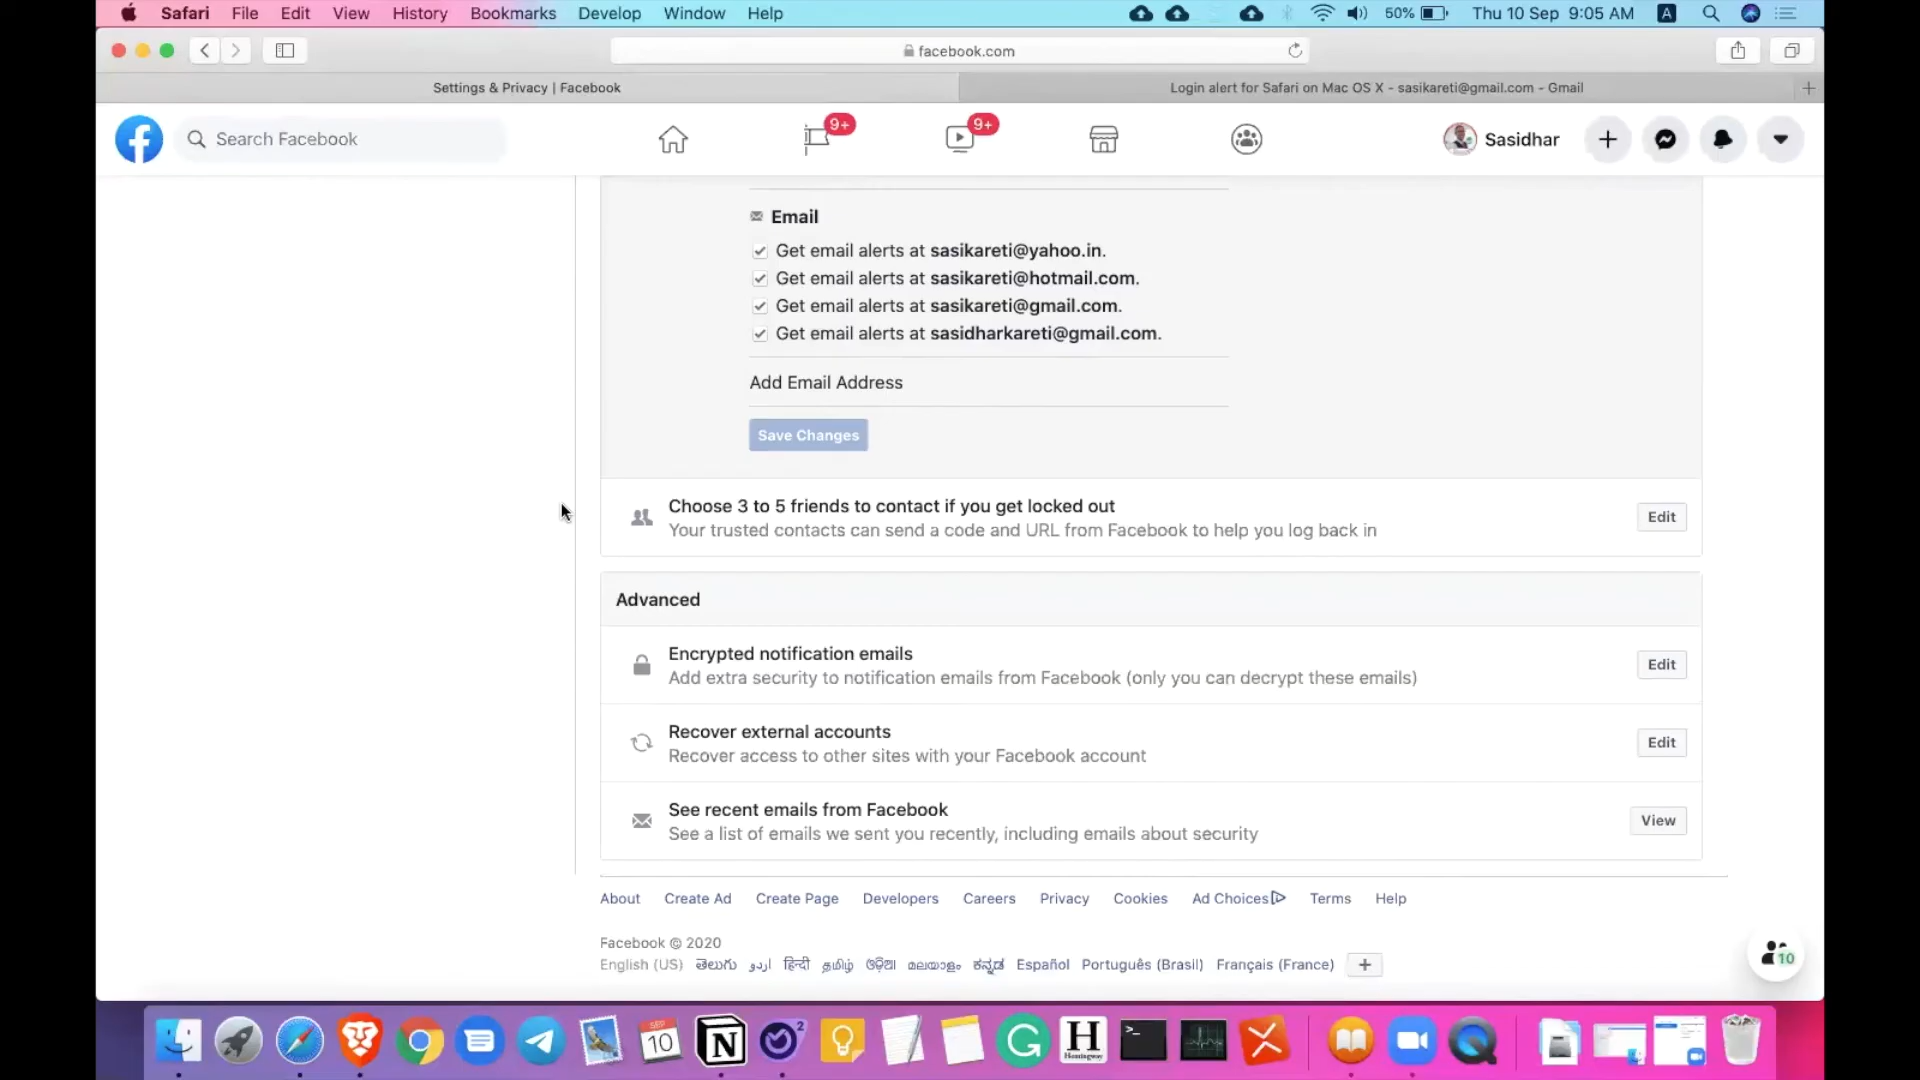 Safari File Edit View History Bookmarks Develop Window Help 50% Thu 10 Sep 9:05 AM A
facebook.com
Settings & Privacy | Facebook
Login alert for Safari on Mac OS X - sasikareti@gmail.com - Gmail
Search Facebook
9+
9+
Sasidhar
Email
Get email alerts at sasikareti@yahoo.in.
Get email alerts at sasikareti@hotmail.com.
Get email alerts at sasikareti@gmail.com.
Get email alerts at sasidharkareti@gmail.com.
Add Email Address
Save Changes
Choose 3 to 5 friends to contact if you get locked out
Your trusted contacts can send a code and URL from Facebook to help you log back in
Edit
Advanced
Encrypted notification emails
Add extra security to notification emails from Facebook (only you can decrypt these emails)
Edit
Recover external accounts
Recover access to other sites with your Facebook account
Edit
See recent emails from Facebook
See a list of emails we sent you recently, including emails about security
View
About Create Ad Create Page Developers Careers Privacy Cookies Ad Choices Terms Help
Facebook © 2020
English (US) తెలుగు اردو हिन्दी தமிழ் ଓଡ଼ିଆ മലയാളം ಕನ್ನಡ Español Português (Brasil) Français (France)
10
SEP
10
N
2
G
H
Hemingway